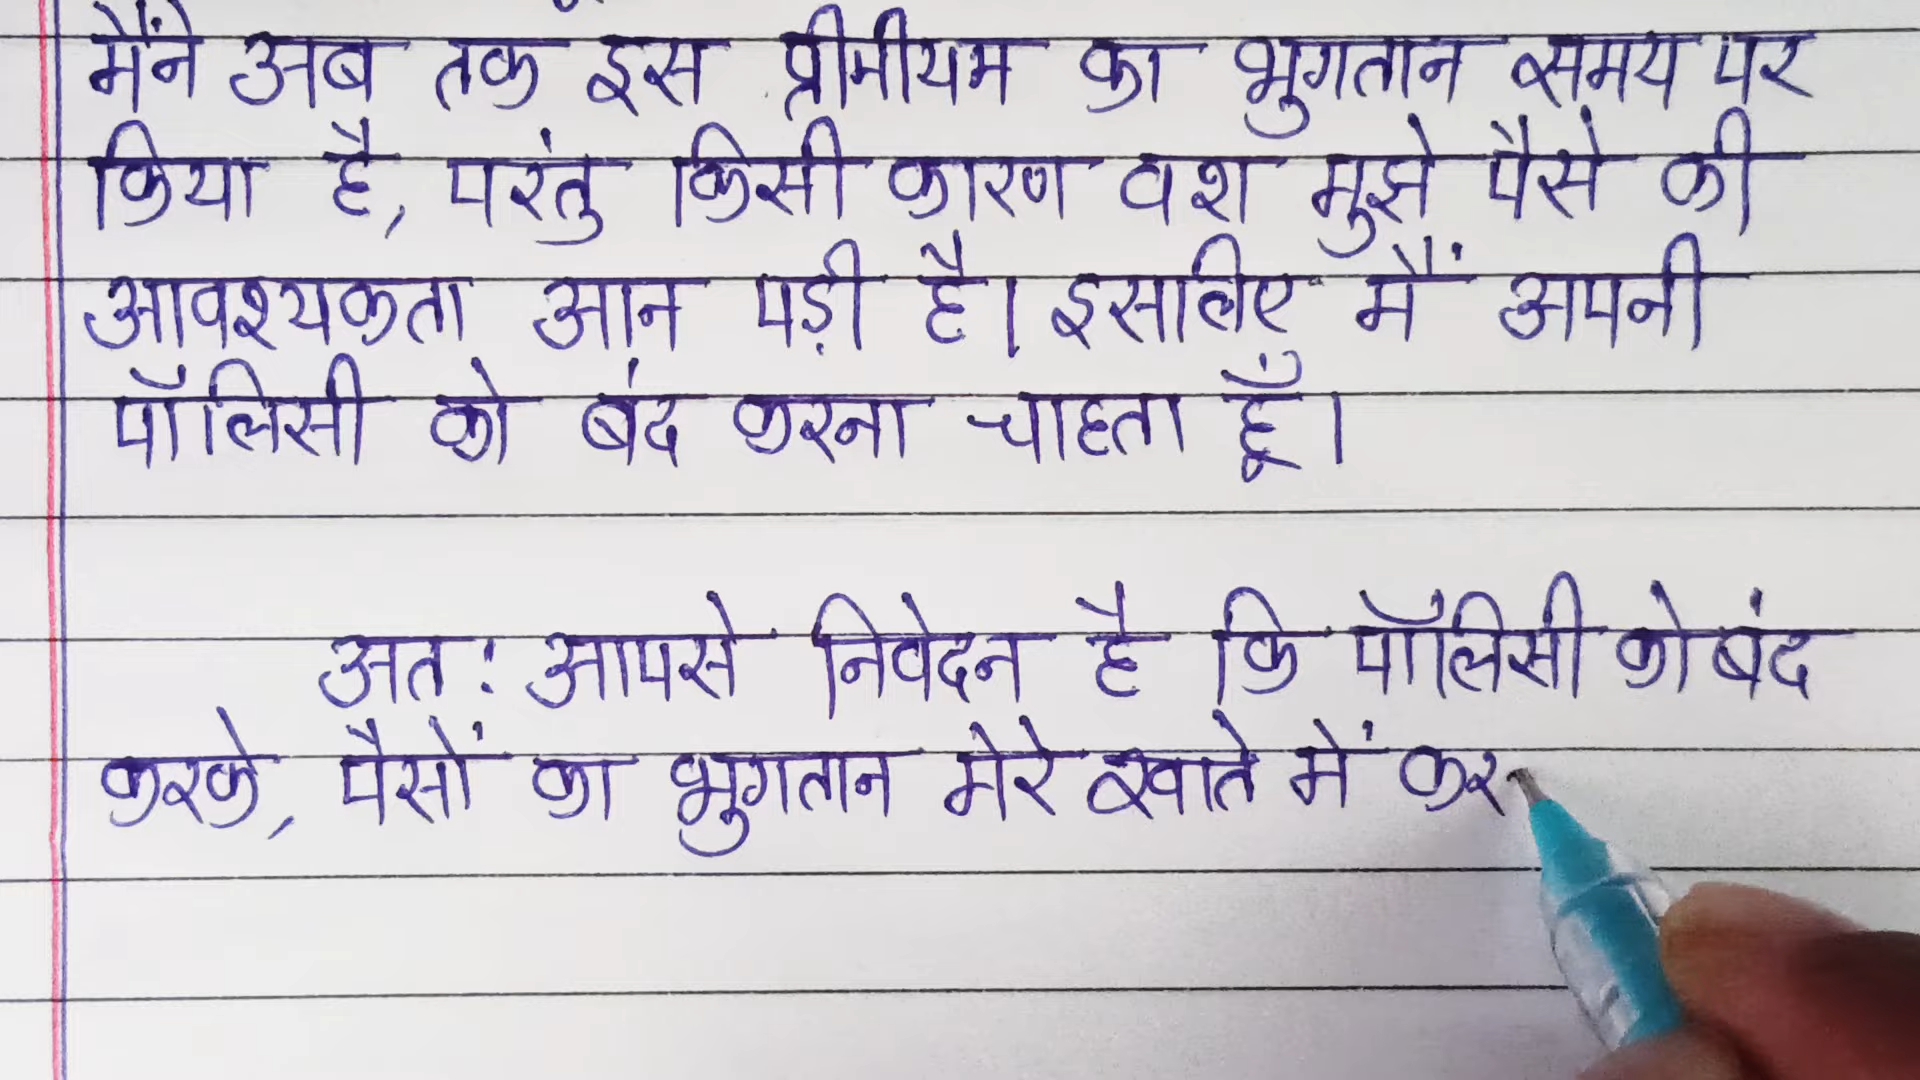 मैंने अब तक इस प्रीमीयम का भुगतान समय पर
किया है, परंतु किसी कारण वश मुझे पैसे की
आवश्यकता आन पड़ी है। इसलिए मैं अपनी
पॉलिसी को बंद करना चाहता हूँ।
अत: आपसे निवेदन है कि पॉलिसी को बंद
करके, पैसों का भुगतान मेरे खाते में कर